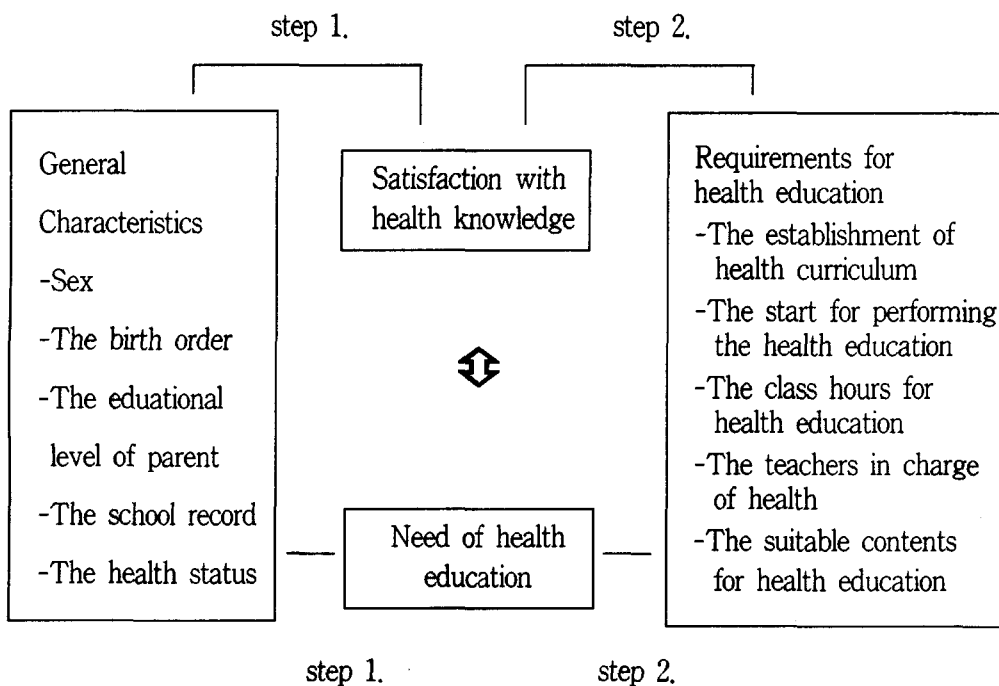 step 1.
step 2.
General
Characteristics
-Sex
-The birth order
-The eduational
level of parent
-The school record
-The health status
Satisfaction with
health knowledge
Need of health
education
Requirements for
health education
-The establishment of
health curriculum
-The start for performing
the health education
-The class hours for
health education
-The teachers in charge
of health
-The suitable contents
for health education
step 1.
step 2.